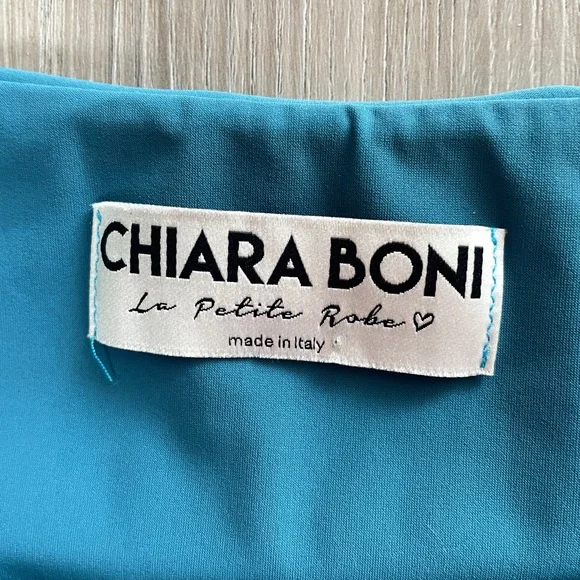 CHIARA BONI
La Petite Robe ♡
made in Italy